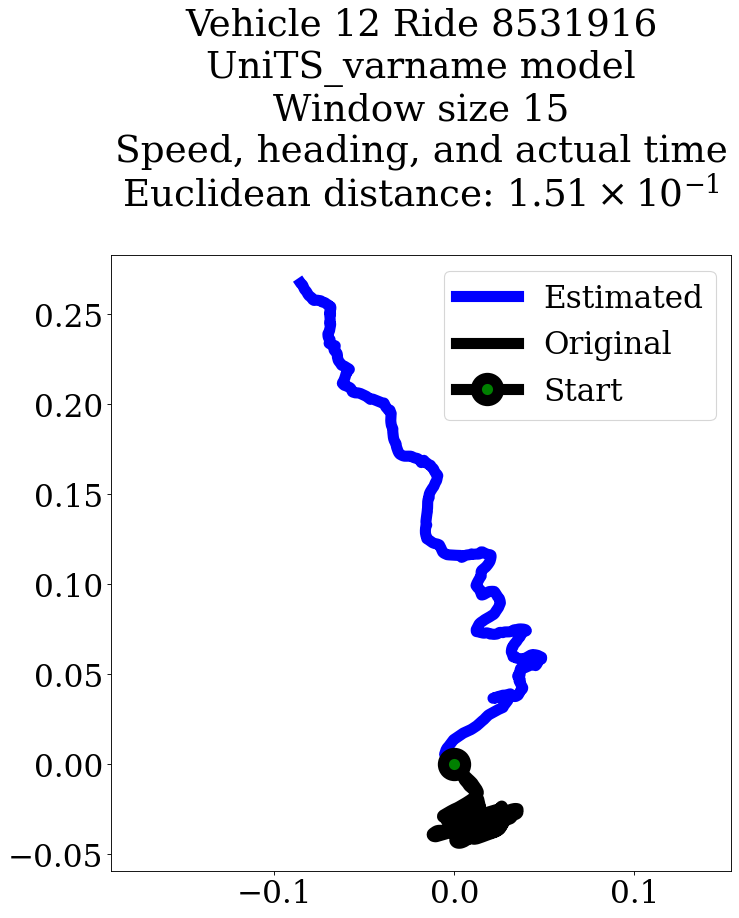 Vehicle 12 Ride 8531916
UniTS_varname model
Window size 15
Speed, heading, and actual time
Euclidean distance: 1.51 × 10⁻¹
Estimated
Original
Start
0.25
0.20
0.15
0.10
0.05
0.00
−0.05
−0.1
0.0
0.1